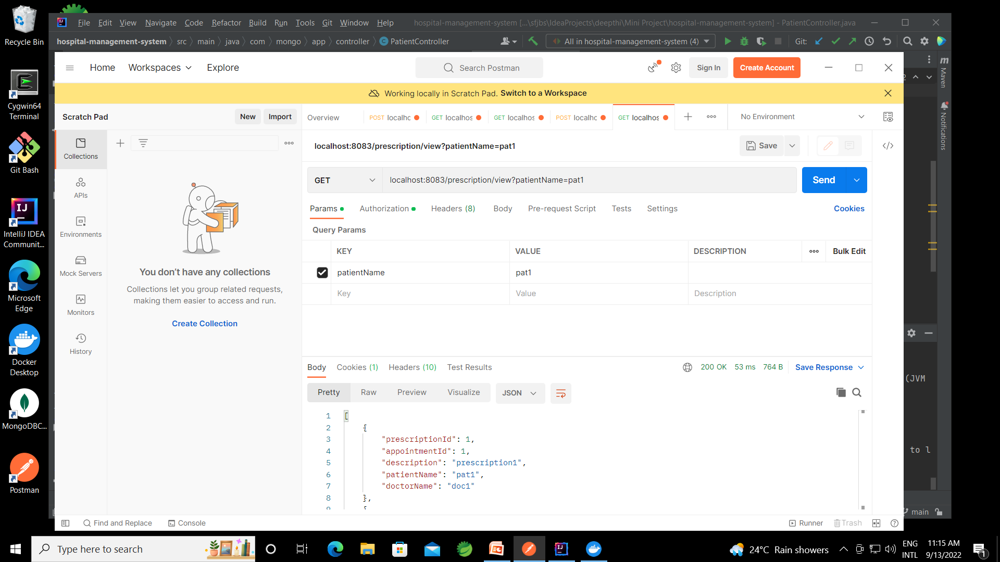 Recycle Bin
Cygwin64
Terminal
Git Bash
IntelliJ IDEA
Communit...
Microsoft
Edge
Docker
Desktop
MongoDBC...
Postman
File Edit View Navigate Code Refactor Build Run Tools Git Window Help hospital-management-system [...\sfjbs\IdeaProjects\deepthi\Mini Project\hospital-management-system] - PatientController.java
hospital-management-system src main java com mongo app controller PatientController All in hospital-management-system (4) Git:
Home Workspaces Explore Search Postman Sign In Create Account
Working locally in Scratch Pad. Switch to a Workspace
Scratch Pad New Import Overview POST localhc GET localhos GET localhos POST localhc GET localhos No Environment
Collections
APIs
Environments
Mock Servers
Monitors
History
You don't have any collections
Collections let you group related requests,
making them easier to access and run.
Create Collection
localhost:8083/prescription/view?patientName=pat1 Save </>
GET localhost:8083/prescription/view?patientName=pat1 Send
Params Authorization Headers (8) Body Pre-request Script Tests Settings Cookies
Query Params
KEY VALUE DESCRIPTION Bulk Edit
patientName pat1
Key Value Description
Body Cookies (1) Headers (10) Test Results 200 OK 53 ms 764 B Save Response
Pretty Raw Preview Visualize JSON
1 [
2 {
3 "prescriptionId": 1,
4 "appointmentId": 1,
5 "description": "prescription1",
6 "patientName": "pat1",
7 "doctorName": "doc1"
8 },
9 {
Find and Replace Console Runner Trash
2
m
Maven
Notifications
(JVM
to l
main
Type here to search
24°C Rain showers
ENG
INTL
11:15 AM
9/13/2022
1